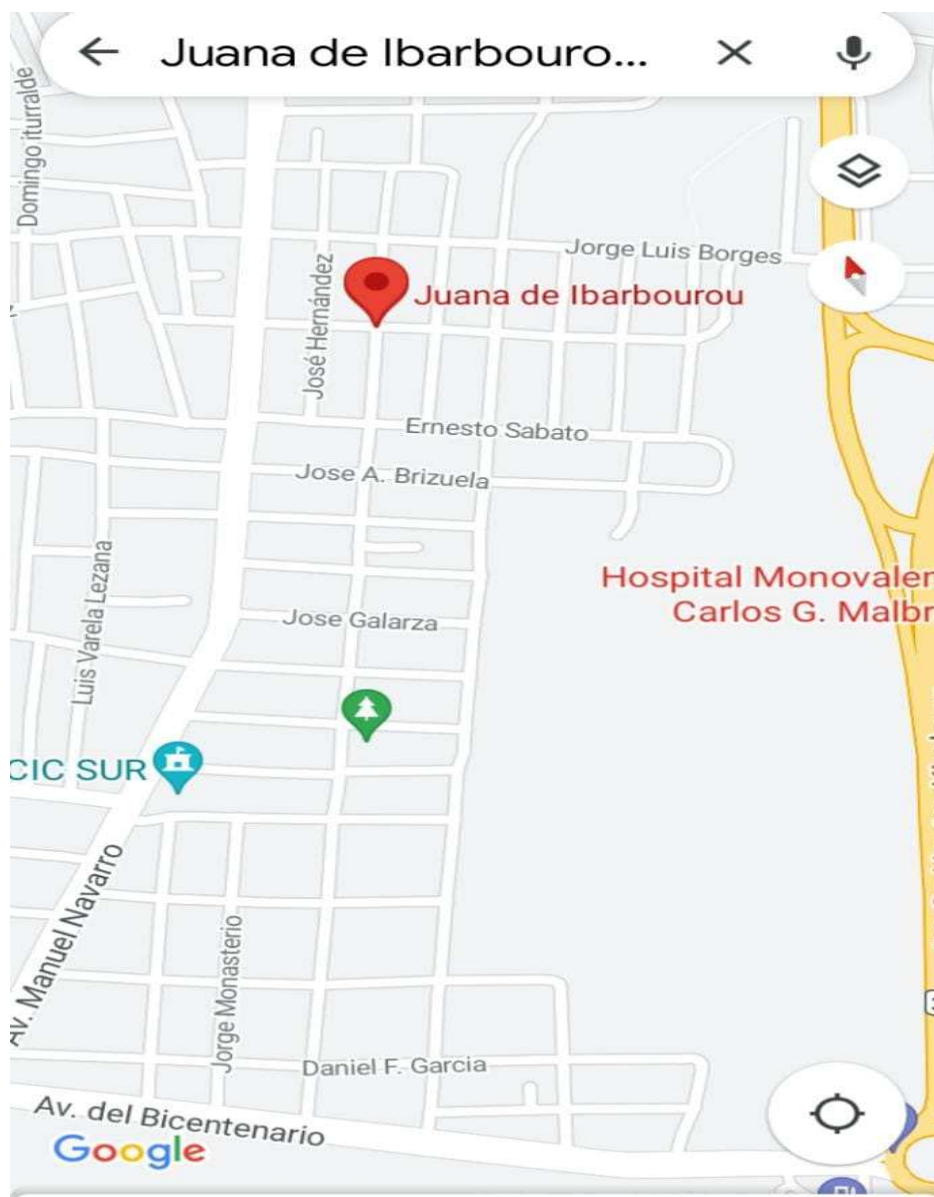 Juana de Ibarbouro...
Domingo iturralde
Jorge Luis Borges
José Hernández
Juana de Ibarbourou
Ernesto Sabato
Jose A. Brizuela
Luis Varela Lezana
Hospital Monovalen
Carlos G. Malbr
Jose Galarza
CIC SUR
Av. Manuel Navarro
Jorge Monasterio
Daniel F. Garcia
Av. del Bicentenario
Google